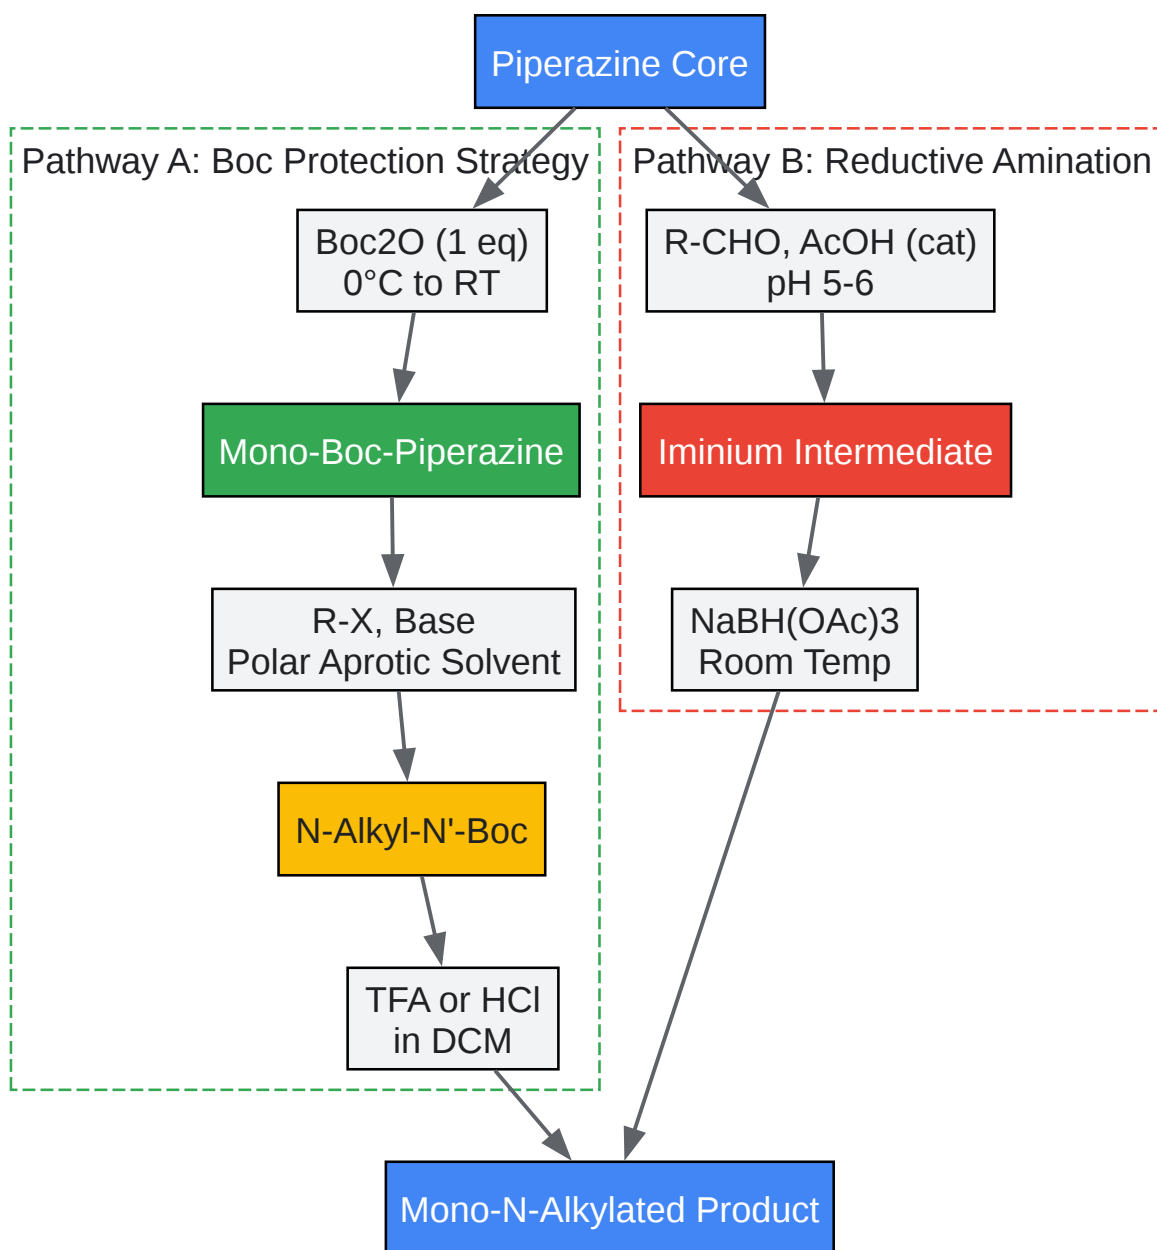 Piperazine Core
Pathway A: Boc Protection Strategy
Boc2O (1 eq)
0°C to RT
Mono-Boc-Piperazine
R-X, Base
Polar Aprotic Solvent
N-Alkyl-N'-Boc
TFA or HCl
in DCM
Pathway B: Reductive Amination
R-CHO, AcOH (cat)
pH 5-6
Iminium Intermediate
NaBH(OAc)3
Room Temp
Mono-N-Alkylated Product